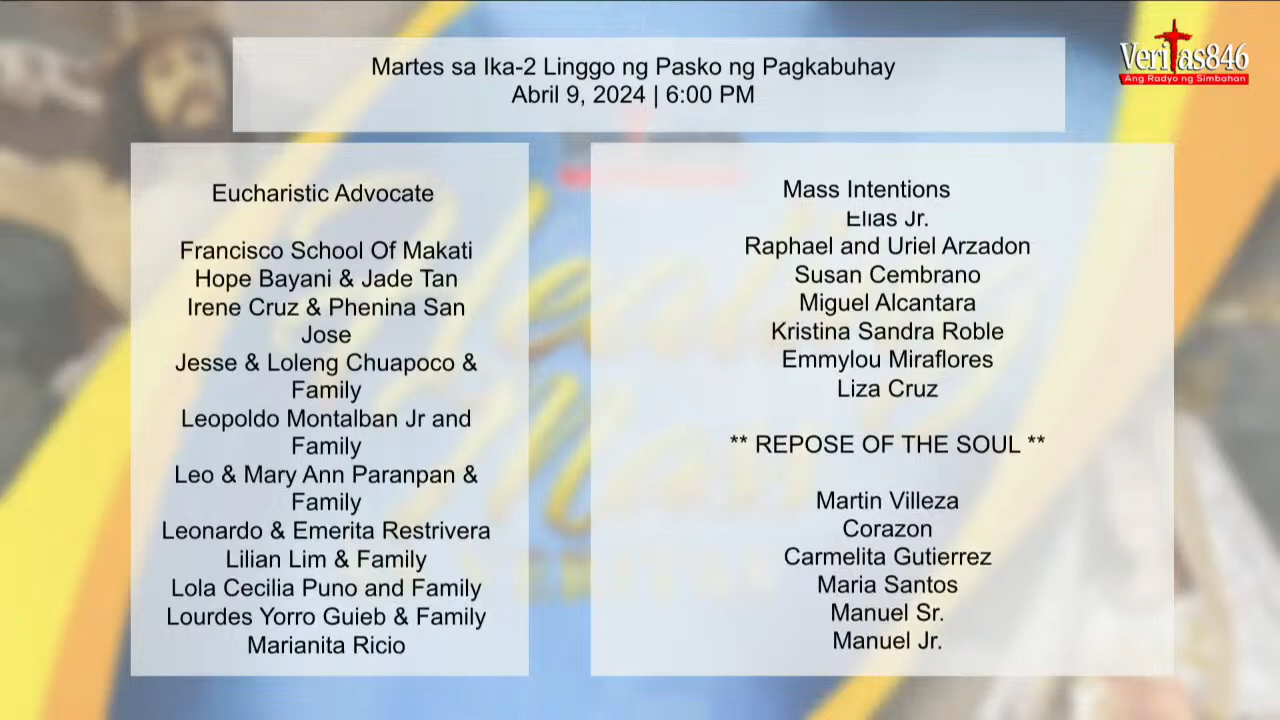 Martes sa Ika-2 Linggo ng Pasko ng Pagkabuhay
Abril 9, 2024 | 6:00 PM
Veritas846
Ang Radyo ng Simbahan
Eucharistic Advocate
Francisco School Of Makati
Hope Bayani & Jade Tan
Irene Cruz & Phenina San
Jose
Jesse & Loleng Chuapoco &
Family
Leopoldo Montalban Jr and
Family
Leo & Mary Ann Paranpan &
Family
Leonardo & Emerita Restrivera
Lilian Lim & Family
Lola Cecilia Puno and Family
Lourdes Yorro Guieb & Family
Marianita Ricio
Mass Intentions
Elias Jr.
Raphael and Uriel Arzadon
Susan Cembrano
Miguel Alcantara
Kristina Sandra Roble
Emmylou Miraflores
Liza Cruz
** REPOSE OF THE SOUL **
Martin Villeza
Corazon
Carmelita Gutierrez
Maria Santos
Manuel Sr.
Manuel Jr.